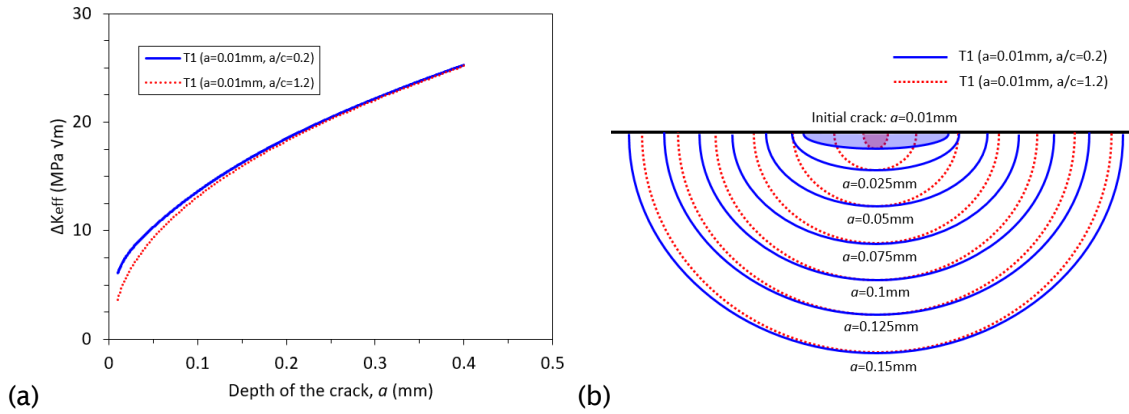 30
20
10
0
0
0.1
0.2
0.3
0.4
0.5
ΔKeff (MPa √m)
Depth of the crack, a (mm)
T1 (a=0.01mm, a/c=0.2)
T1 (a=0.01mm, a/c=1.2)
(a)
T1 (a=0.01mm, a/c=0.2)
T1 (a=0.01mm, a/c=1.2)
Initial crack: a=0.01mm
a=0.025mm
a=0.05mm
a=0.075mm
a=0.1mm
a=0.125mm
a=0.15mm
(b)